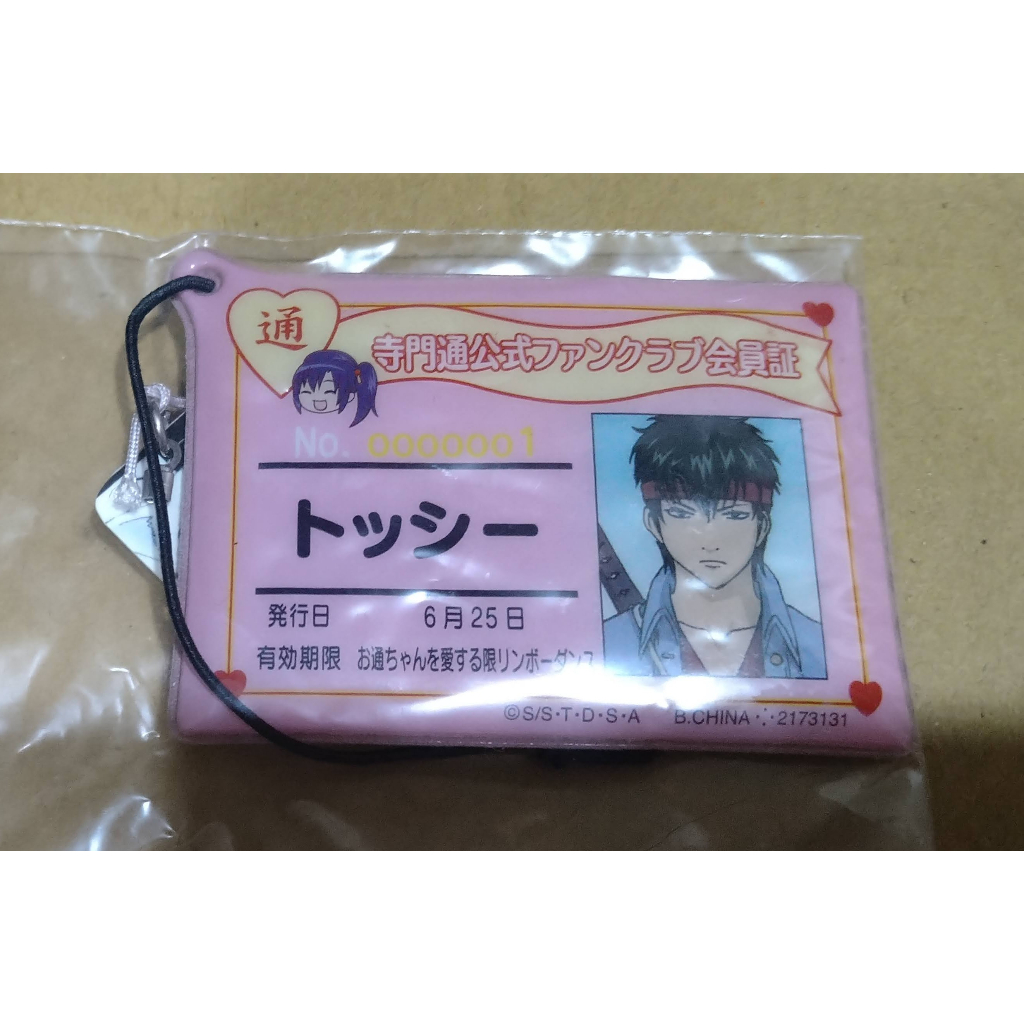 通
寺門通公式ファンクラブ会員証
No. 0000001
トッシー
発行日 6月25日
有効期限 お通ちゃんを愛する限リンボーダンス
©S/S・T・D・S・A B.CHINA ∴ 2173131